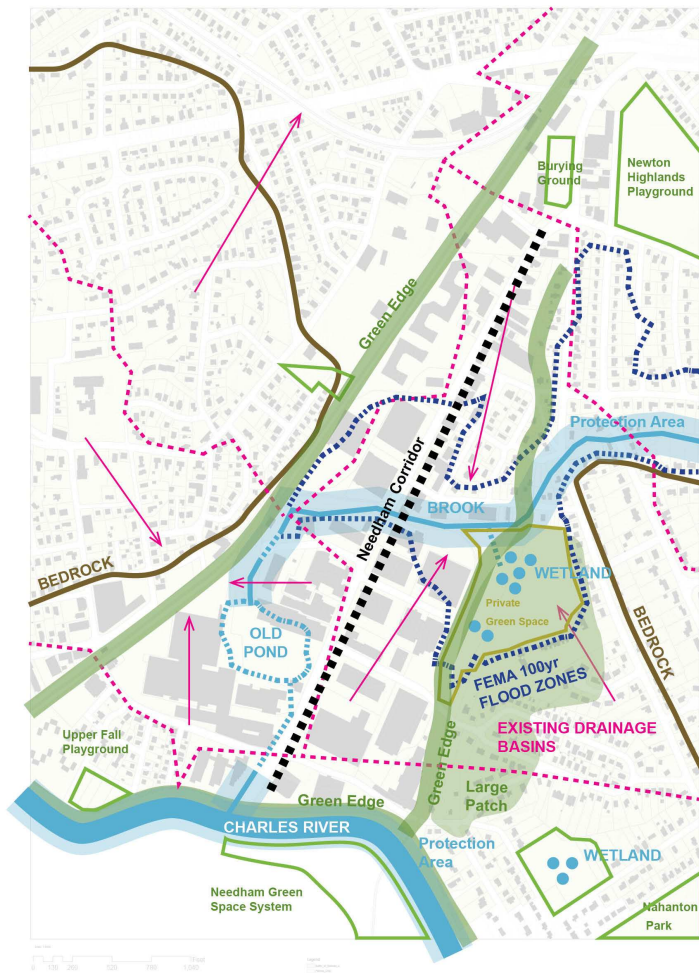 Burying
Ground
Newton
Highlands
Playground
Green Edge
Protection Area
Needham Corridor
BROOK
BEDROCK
WETLAND
Private
Green Space
OLD
POND
BEDROCK
FEMA 100yr
FLOOD ZONES
EXISTING DRAINAGE
BASINS
Upper Fall
Playground
Green Edge
Green Edge
Large
Patch
CHARLES RIVER
Protection
Area
WETLAND
Needham Green
Space System
Nahanton
Park